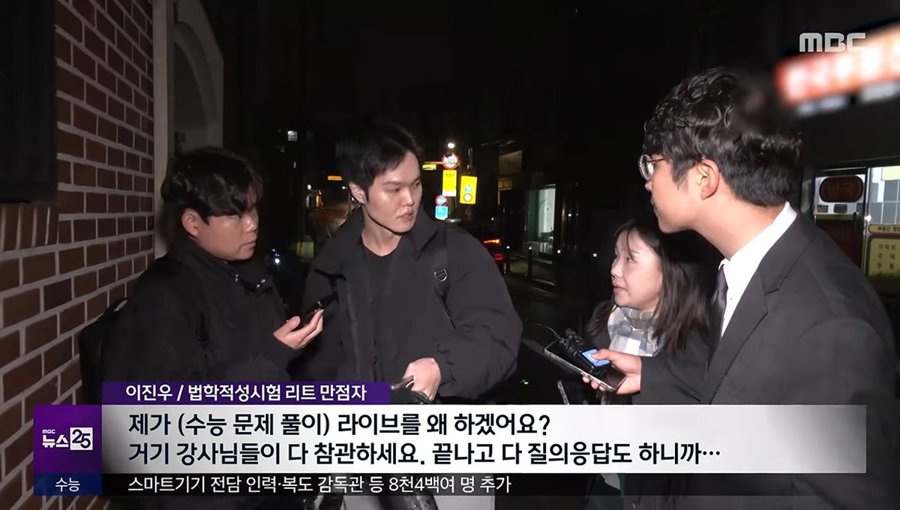 MBC
이진우 / 법학적성시험 리트 만점자
MBC
뉴스25
제가 (수능 문제 풀이) 라이브를 왜 하겠어요?
거기 강사님들이 다 참관하세요. 끝나고 다 질의응답도 하니까…
수능
스마트기기 전담 인력·복도 감독관 등 8천4백여 명 추가